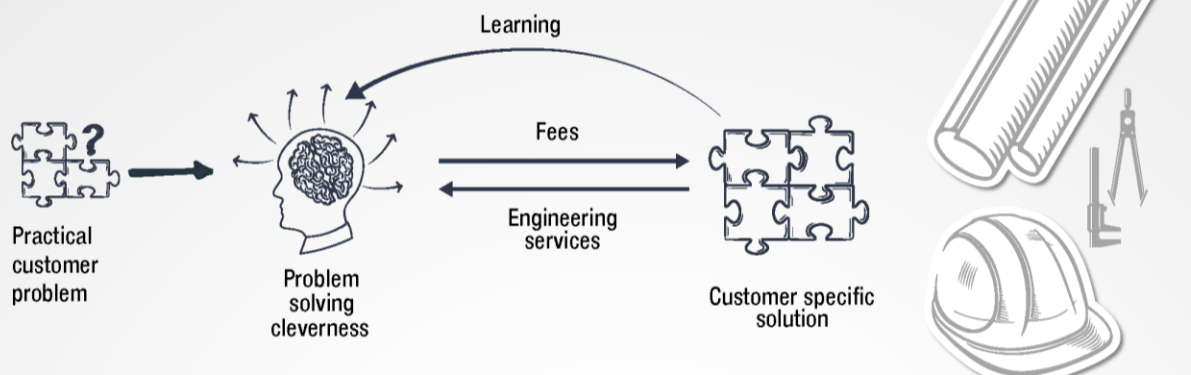 Learning
?
Fees
Engineering
services
Practical
customer
problem
Problem
solving
cleverness
Customer specific
solution